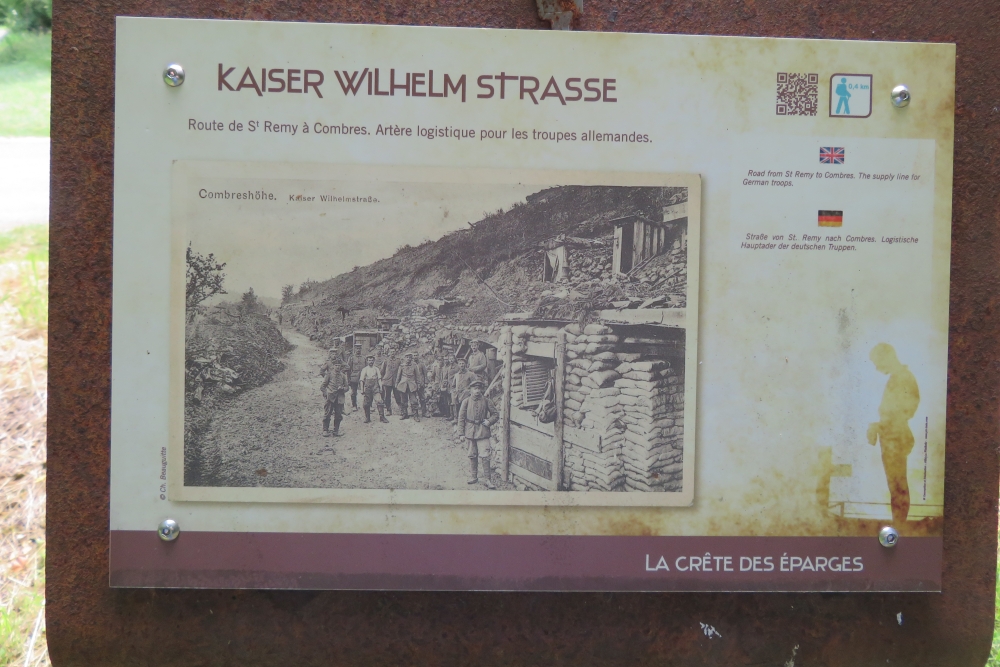 KAISER WILHELM STRASSE
0,4 km
Route de Sᵗ Remy à Combres. Artère logistique pour les troupes allemandes.
Road from St Remy to Combres. The supply line for
German troops.
Straße von St. Remy nach Combres. Logistische
Hauptader der deutschen Truppen.
Combreshöhe. Kaiser Wilhelmstraße.
© Ch. Beauguitte
LA CRÊTE DES ÉPARGES